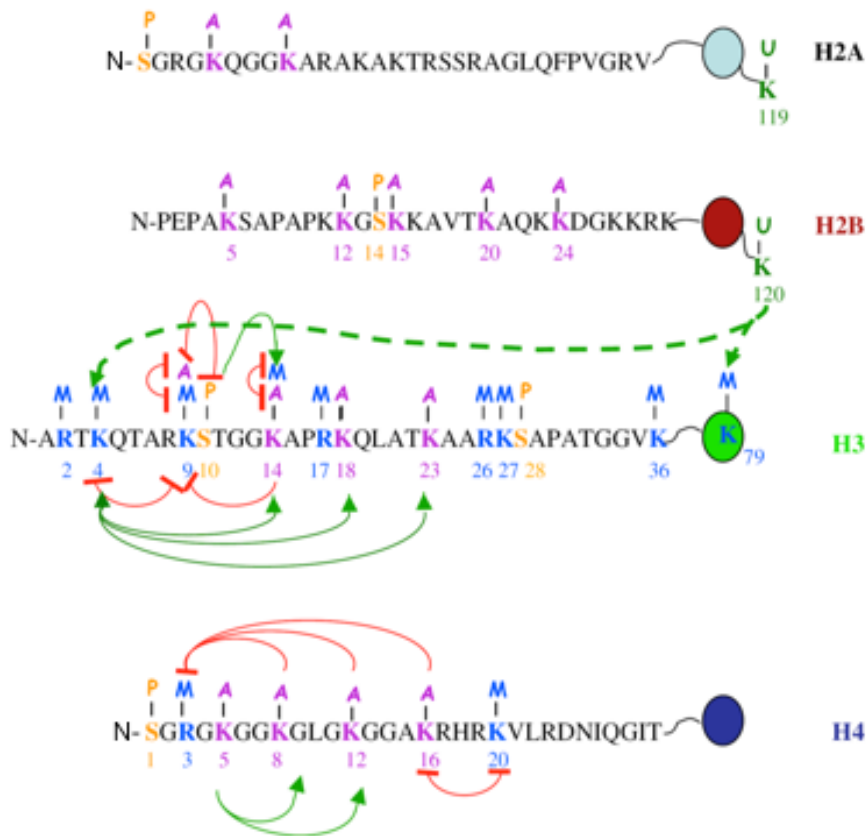 P A A
N-SGRGKQGGKARAKAKTRSSRAGLQFPVGRV U H2A
K
119
A A P A A A
N-PEPAKSAPAPKKGSKKAVTKAQKKDGKKRK U H2B
5 12 14 15 20 24 K
120
A M M
M M M P A M A A M M P M
N-ARTKQTARKSTGGKAPRKQLATKAARKSAPATGGVK K H3
2 4 9 10 14 17 18 23 26 27 28 36 79
P M A A A A M
N-SGRGKGGKGLGKGGAKRHRKVLRDNIQGIT H4
1 3 5 8 12 16 20